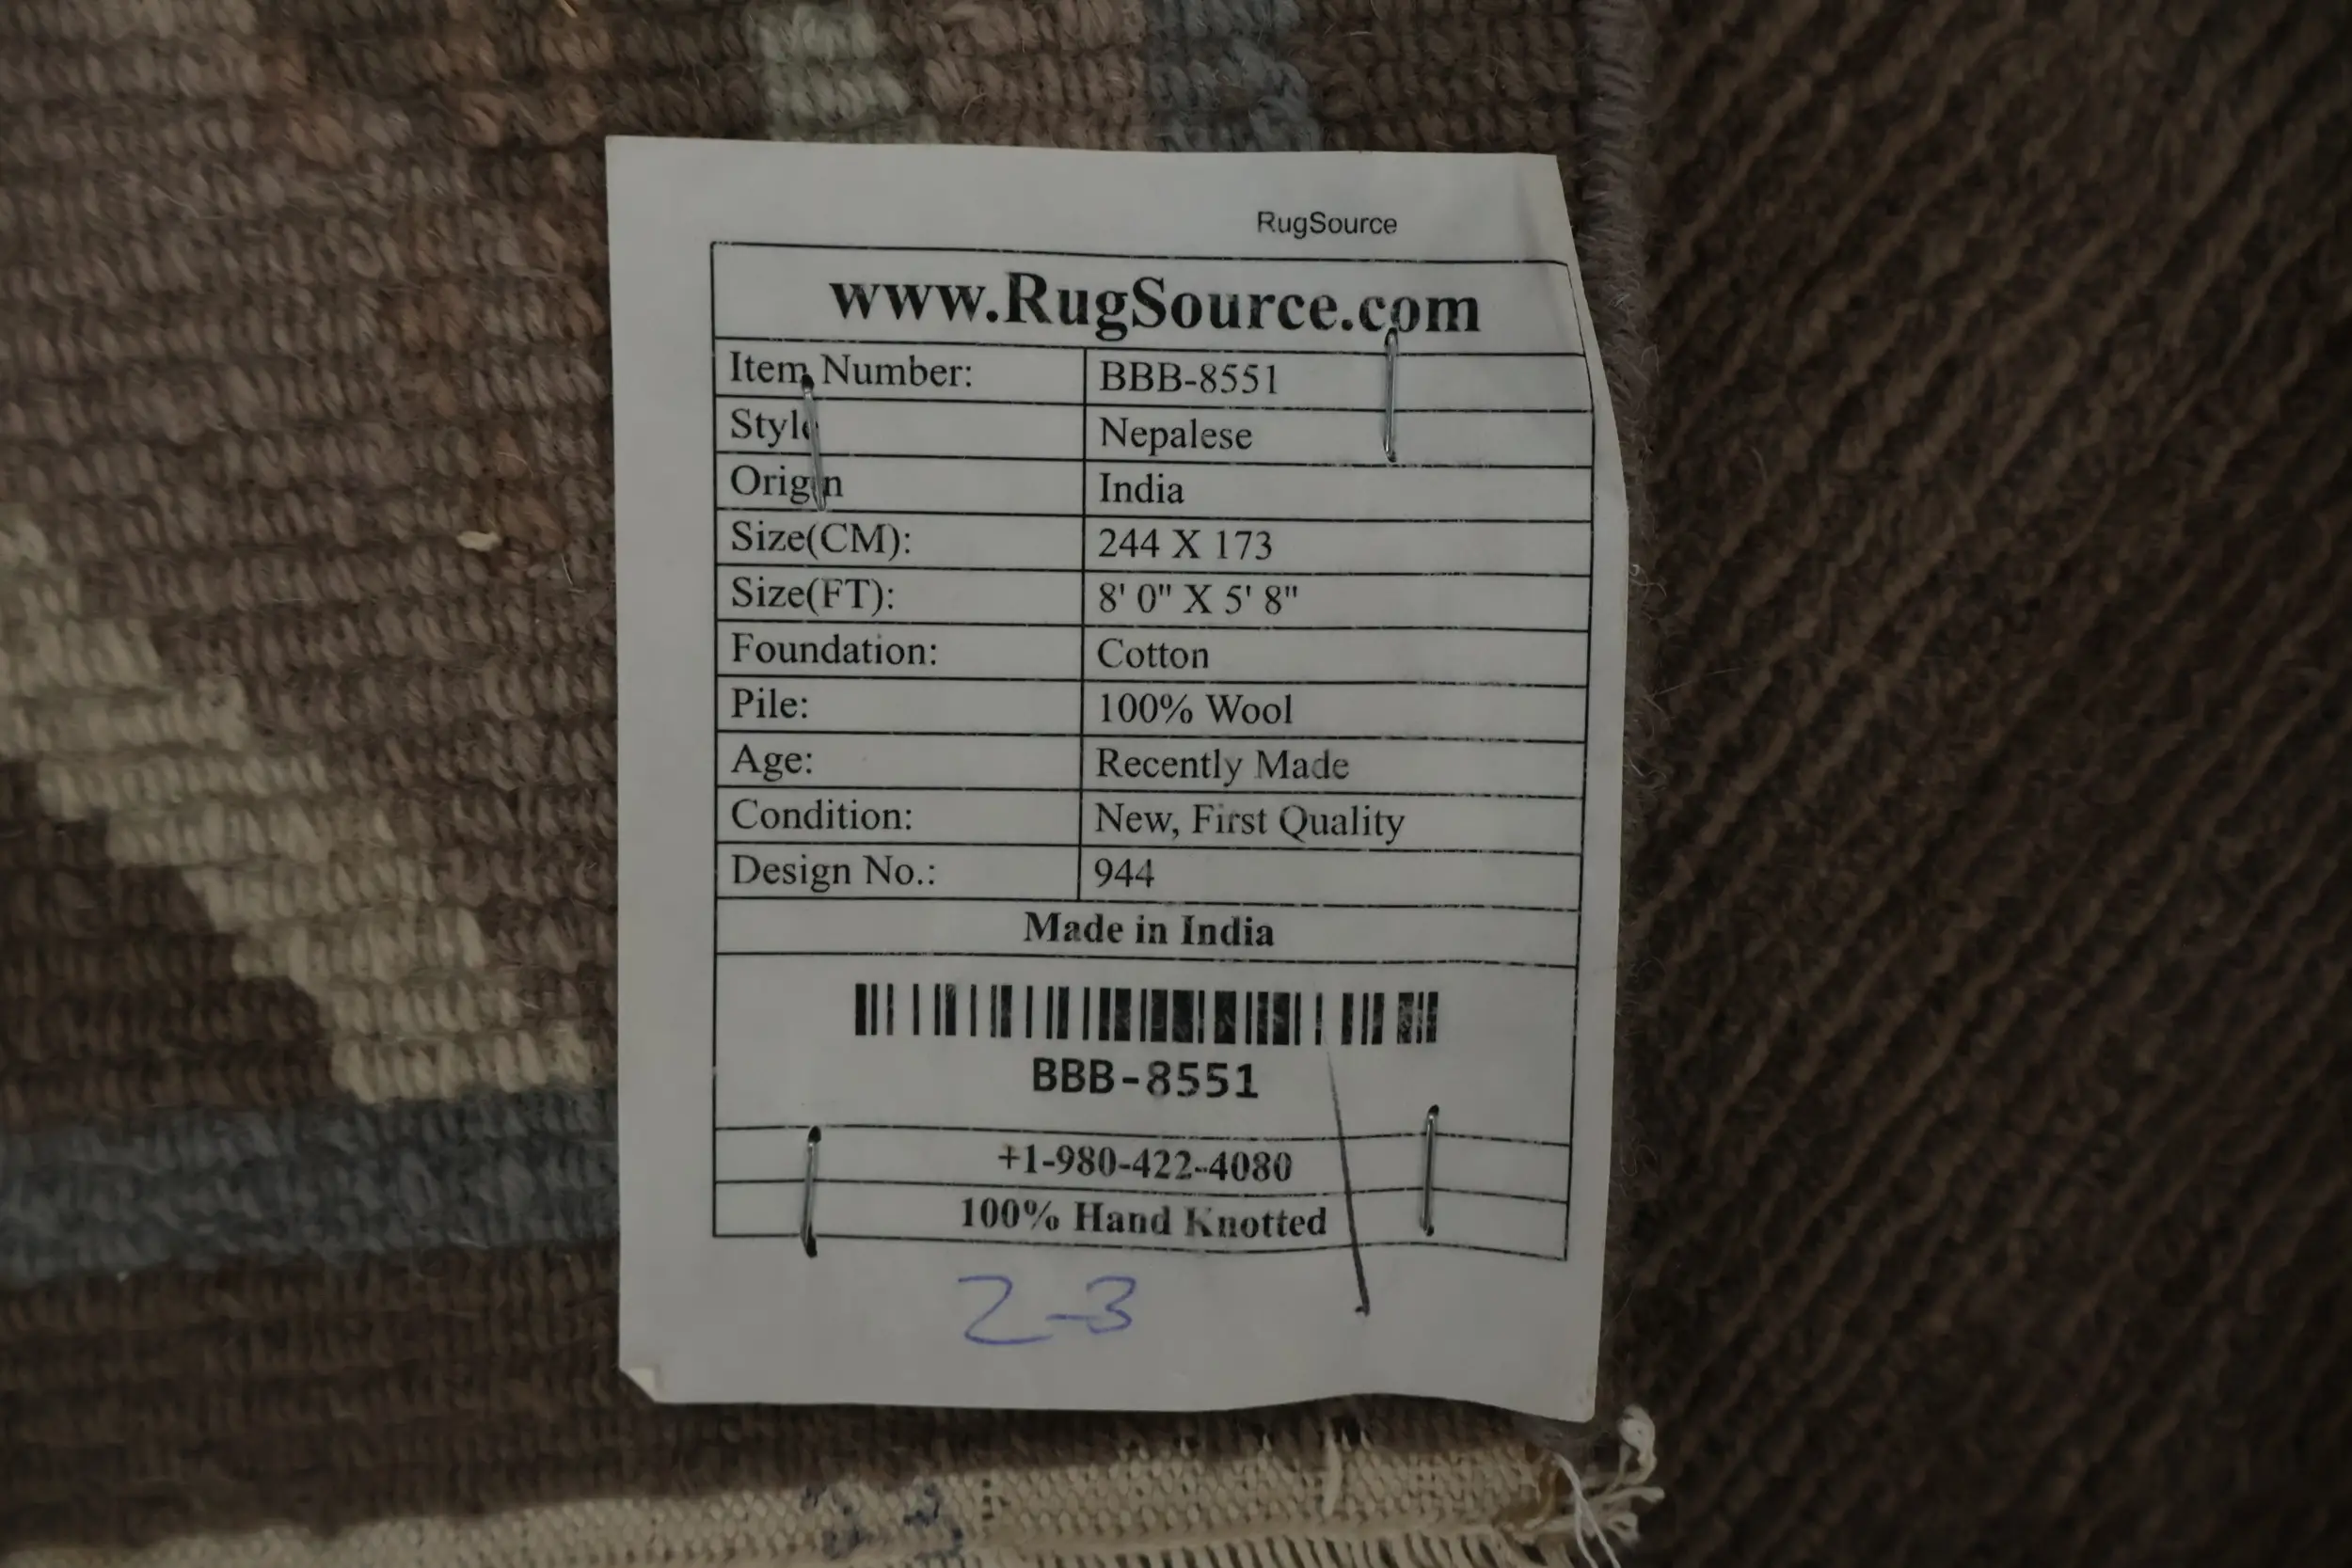 RugSource
www.RugSource.com
Item Number: BBB-8551
Style Nepalese
Origin India
Size(CM): 244 X 173
Size(FT): 8' 0" X 5' 8"
Foundation: Cotton
Pile: 100% Wool
Age: Recently Made
Condition: New, First Quality
Design No.: 944
Made in India
BBB-8551
+1-980-422-4080
100% Hand Knotted
2-3